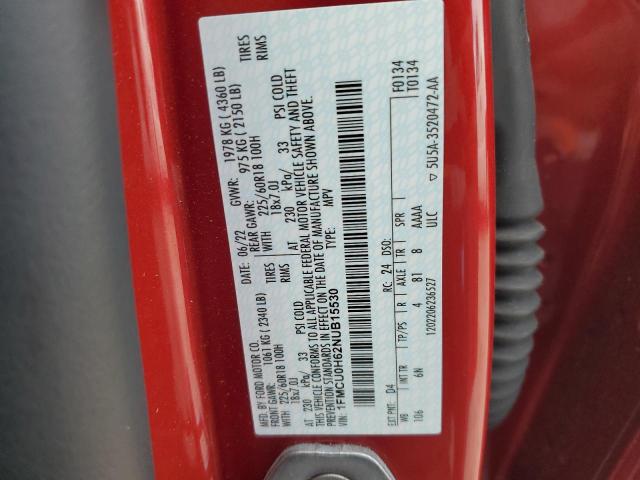 MFD. BY FORD MOTOR CO.
DATE: 06/22 GVWR: 1978 KG ( 4360 LB)
FRONT GAWR: 1061 KG ( 2340 LB) REAR GAWR: 975 KG ( 2150 LB)
WITH 225/60R18 100H TIRES WITH 225/60R18 100H TIRES
18x7.0J RIMS 18x7.0J RIMS
AT 230 kPa/ 33 PSI COLD AT 230 kPa/ 33 PSI COLD
THIS VEHICLE CONFORMS TO ALL APPLICABLE FEDERAL MOTOR VEHICLE SAFETY AND THEFT
PREVENTION STANDARDS IN EFFECT ON THE DATE OF MANUFACTURE SHOWN ABOVE.
VIN: 1FMCU0H62NUB15530 TYPE: MPV
F0134
T0134
EXT PNT: D4 RC: 24 DSO:
WB INT TR TP/PS R AXLE TR SPR
106 6N 4 81 8 AAAA
1202206236527 ULC
▽ 5U5A-3520472-AA